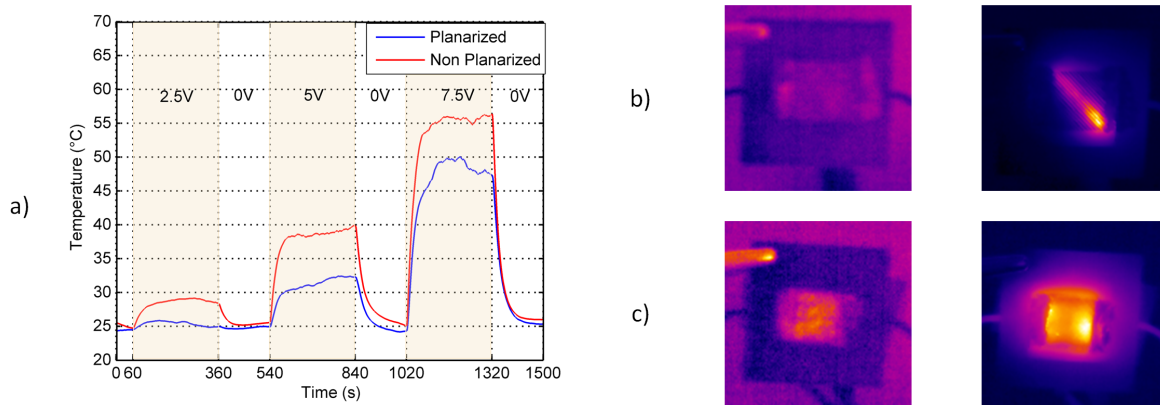 a)
70
65
60
55
50
45
40
35
30
25
20
Temperature (°C)
Planarized
Non Planarized
2.5V
0V
5V
0V
7.5V
0V
0 60 360 540 840 1020 1320 1500
Time (s)
b)
c)